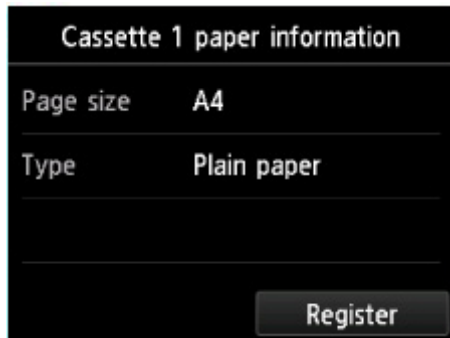 Cassette 1 paper information
Page size A4
Type Plain paper
Register